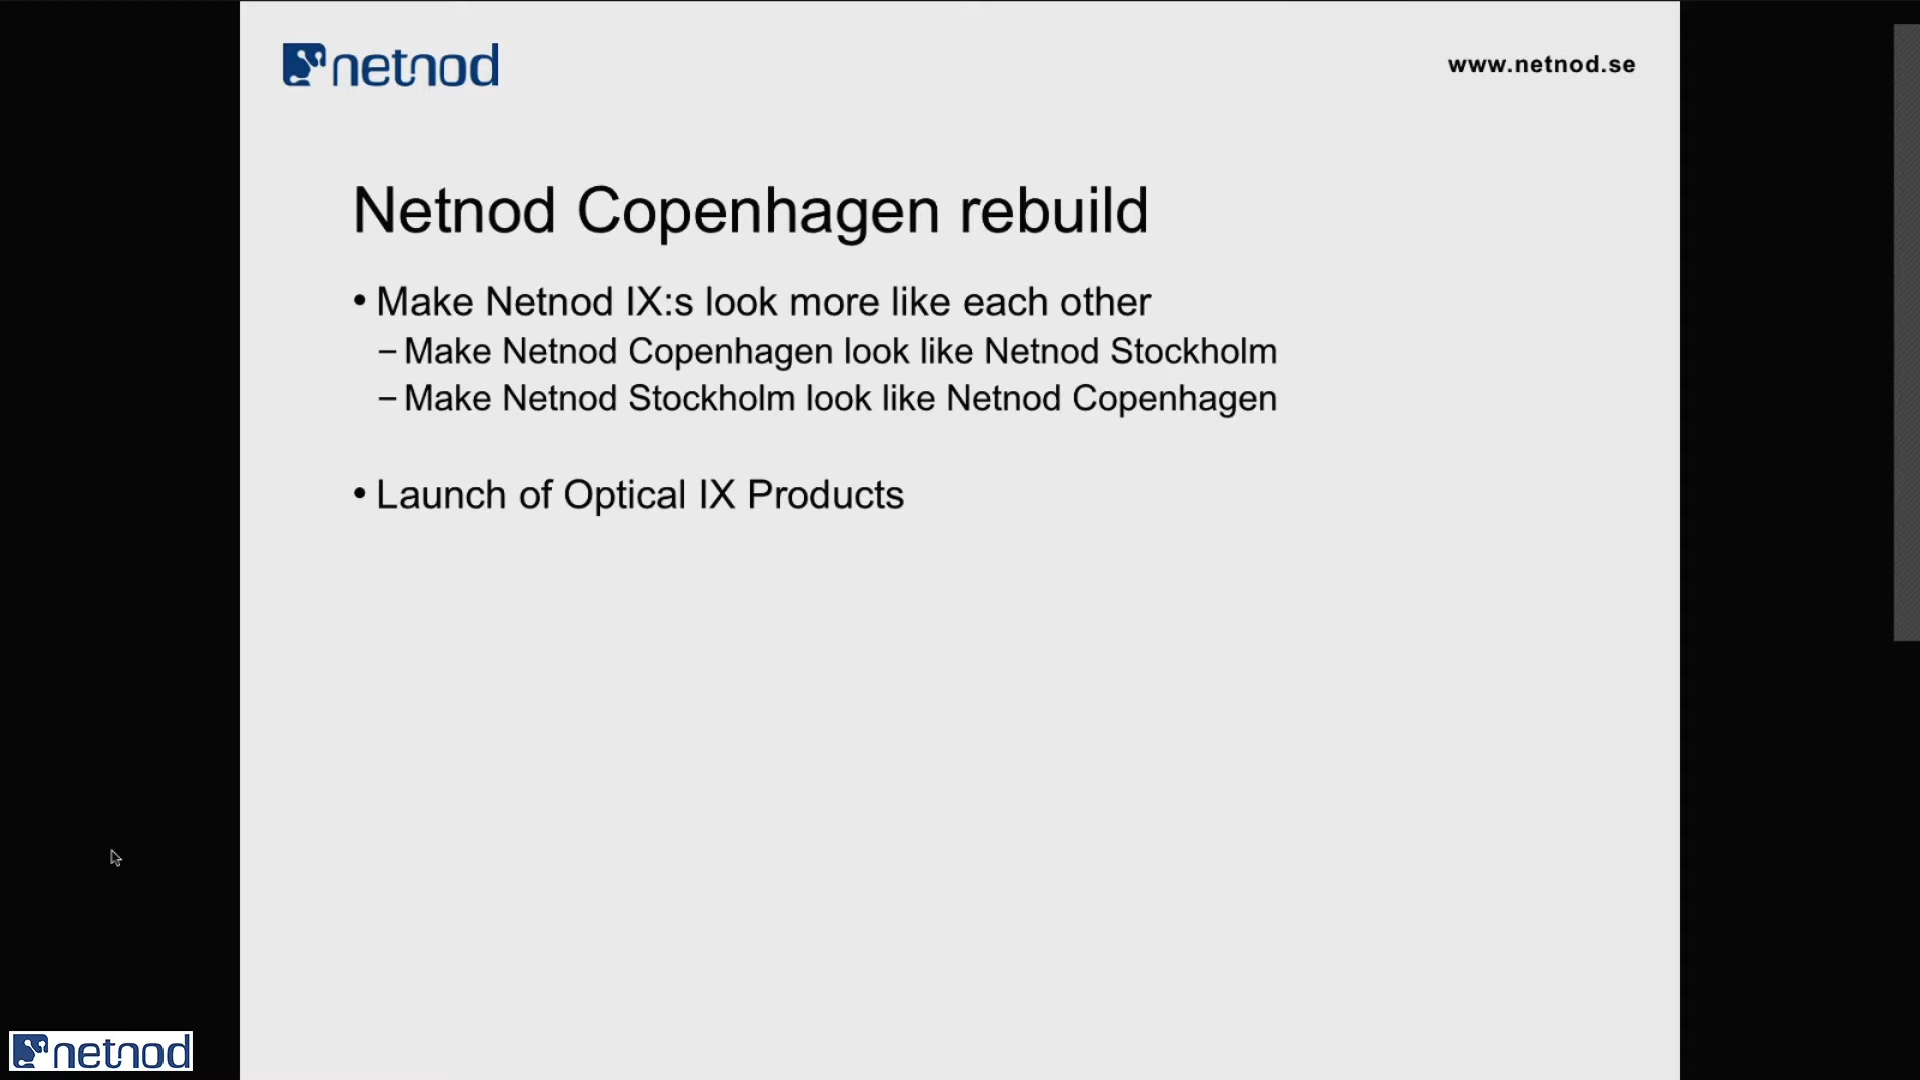 netnod
www.netnod.se
Netnod Copenhagen rebuild
• Make Netnod IX:s look more like each other
– Make Netnod Copenhagen look like Netnod Stockholm
– Make Netnod Stockholm look like Netnod Copenhagen
• Launch of Optical IX Products
netnod